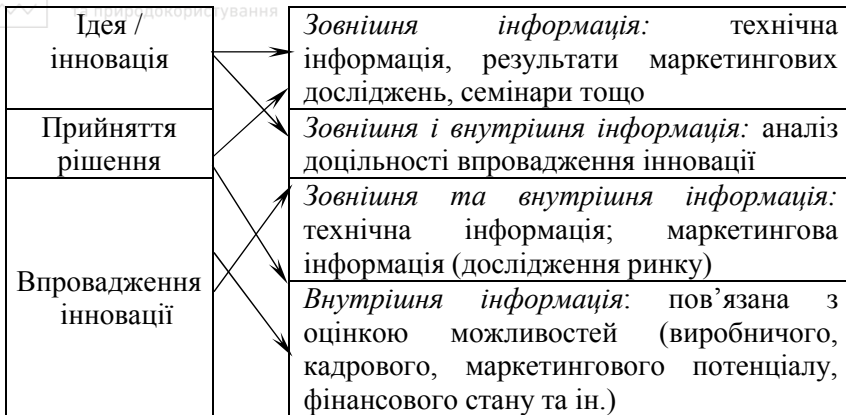 та природокористування
Ідея /
інновація
Прийняття
рішення
Впровадження
інновації
Зовнішня інформація: технічна
інформація, результати маркетингових
досліджень, семінари тощо
Зовнішня і внутрішня інформація: аналіз
доцільності впровадження інновації
Зовнішня та внутрішня інформація:
технічна інформація; маркетингова
інформація (дослідження ринку)
Внутрішня інформація: пов’язана з
оцінкою можливостей (виробничого,
кадрового, маркетингового потенціалу,
фінансового стану та ін.)